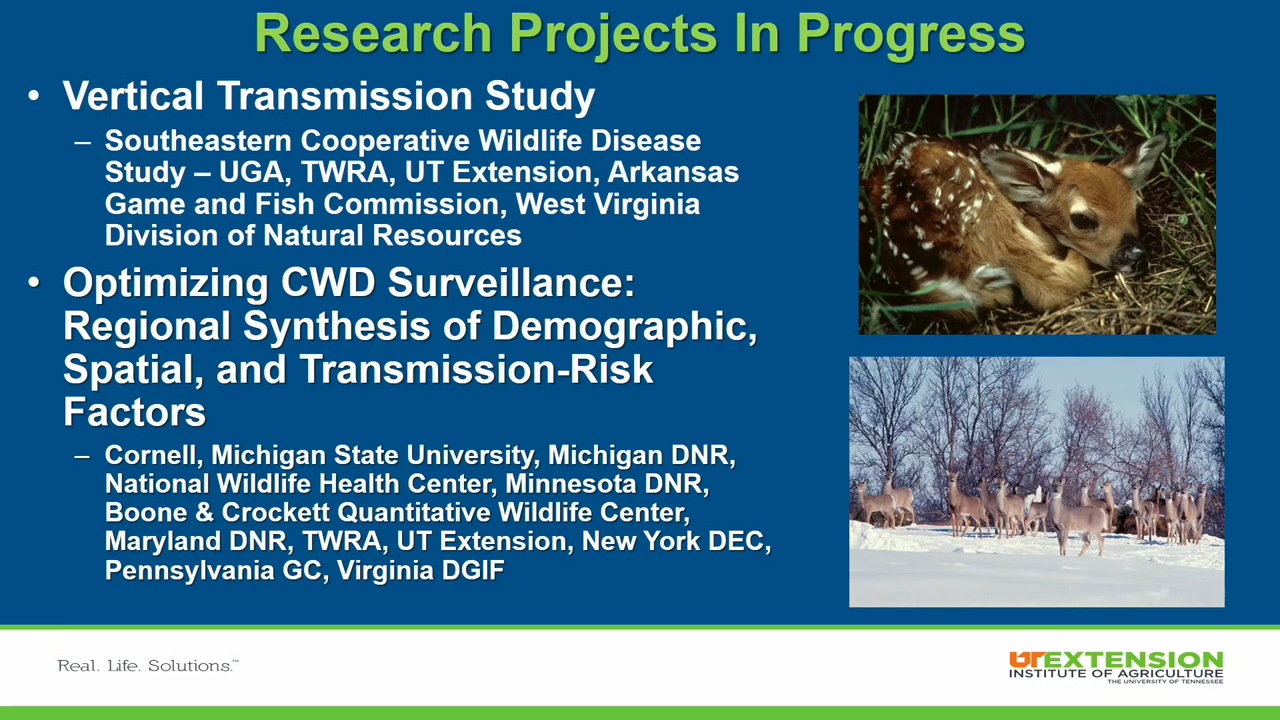 Research Projects In Progress
• Vertical Transmission Study
– Southeastern Cooperative Wildlife Disease
Study – UGA, TWRA, UT Extension, Arkansas
Game and Fish Commission, West Virginia
Division of Natural Resources
• Optimizing CWD Surveillance:
Regional Synthesis of Demographic,
Spatial, and Transmission-Risk
Factors
– Cornell, Michigan State University, Michigan DNR,
National Wildlife Health Center, Minnesota DNR,
Boone & Crockett Quantitative Wildlife Center,
Maryland DNR, TWRA, UT Extension, New York DEC,
Pennsylvania GC, Virginia DGIF
Real. Life. Solutions.™
UT EXTENSION
INSTITUTE OF AGRICULTURE
THE UNIVERSITY OF TENNESSEE